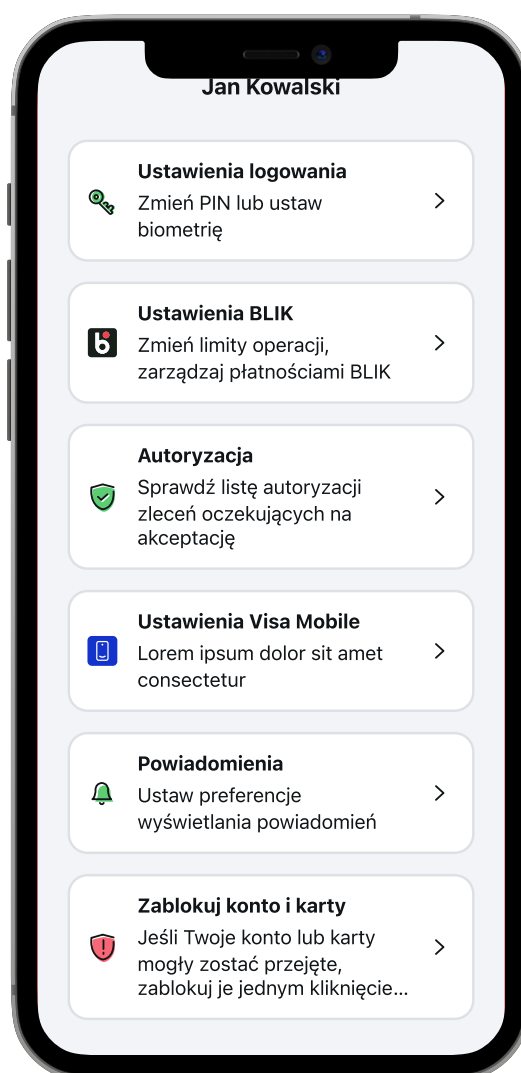 Jan Kowalski
Ustawienia logowania
Zmień PIN lub ustaw
biometrię
Ustawienia BLIK
Zmień limity operacji,
zarządzaj płatnościami BLIK
Autoryzacja
Sprawdź listę autoryzacji
zleceń oczekujących na
akceptację
Ustawienia Visa Mobile
Lorem ipsum dolor sit amet
consectetur
Powiadomienia
Ustaw preferencje
wyświetlania powiadomień
Zablokuj konto i karty
Jeśli Twoje konto lub karty
mogły zostać przejęte,
zablokuj je jednym kliknięcie...